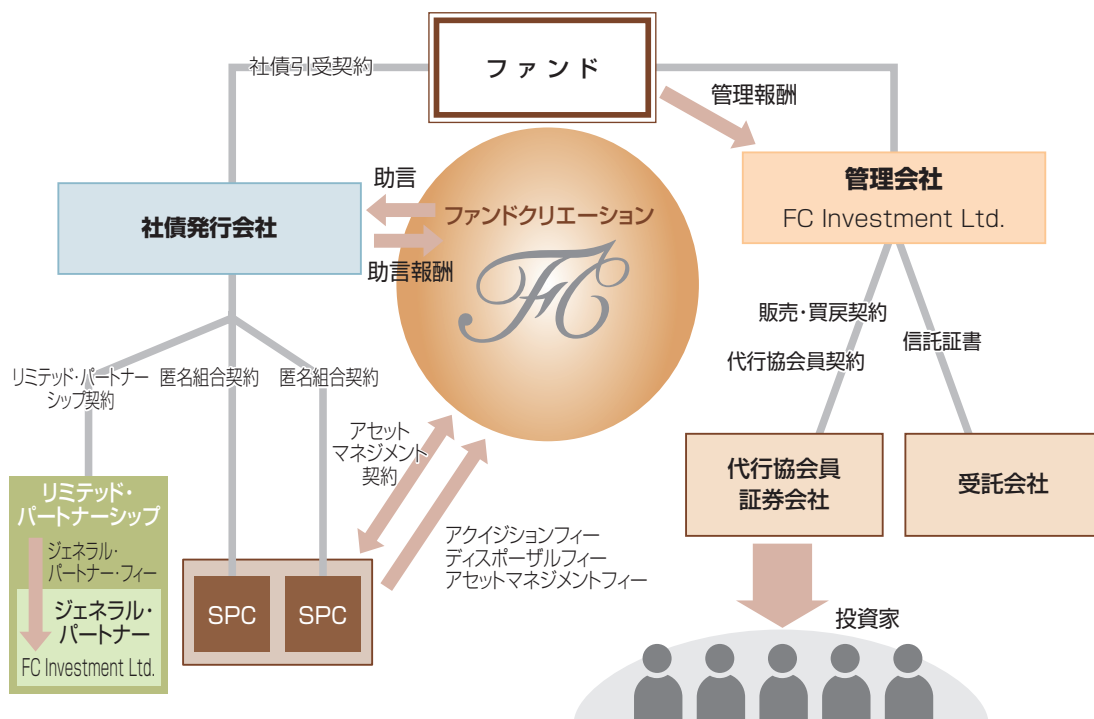 ファンド
社債引受契約
管理報酬
管理会社
FC Investment Ltd.
社債発行会社
助言
助言報酬
ファンドクリエーション
FC
販売・買戻契約
代行協会員契約
信託証書
リミテッド・パートナー
シップ契約
匿名組合契約
匿名組合契約
アセット
マネジメント
契約
アクイジションフィー
ディスポーザルフィー
アセットマネジメントフィー
代行協会員
証券会社
受託会社
リミテッド・
パートナーシップ
ジェネラル・
パートナー・フィー
ジェネラル・
パートナー
FC Investment Ltd.
SPC
SPC
投資家